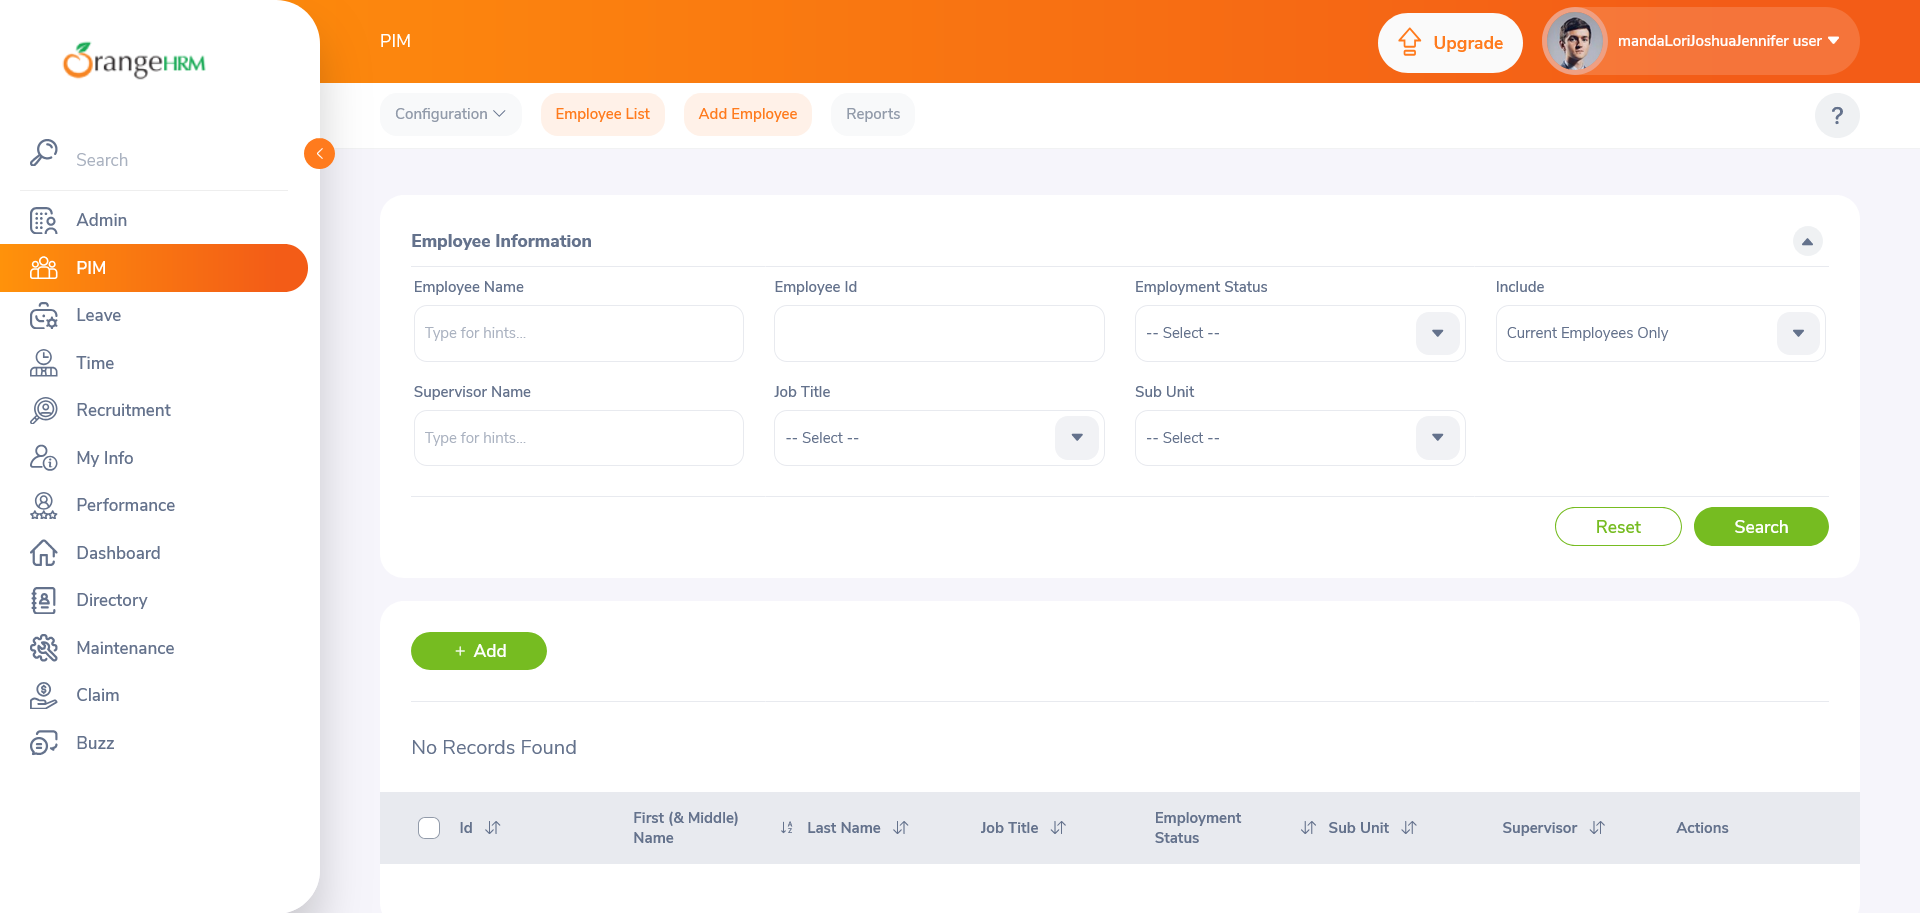 OrangeHRM
PIM
Upgrade
mandaLoriJoshuaJennifer user
Configuration
Employee List
Add Employee
Reports
?
Search
Admin
PIM
Leave
Time
Recruitment
My Info
Performance
Dashboard
Directory
Maintenance
Claim
Buzz
Employee Information
Employee Name
Employee Id
Employment Status
Include
Type for hints...
-- Select --
Current Employees Only
Supervisor Name
Job Title
Sub Unit
Type for hints...
-- Select --
-- Select --
Reset
Search
+ Add
No Records Found
Id
First (& Middle)
Name
Last Name
Job Title
Employment
Status
Sub Unit
Supervisor
Actions